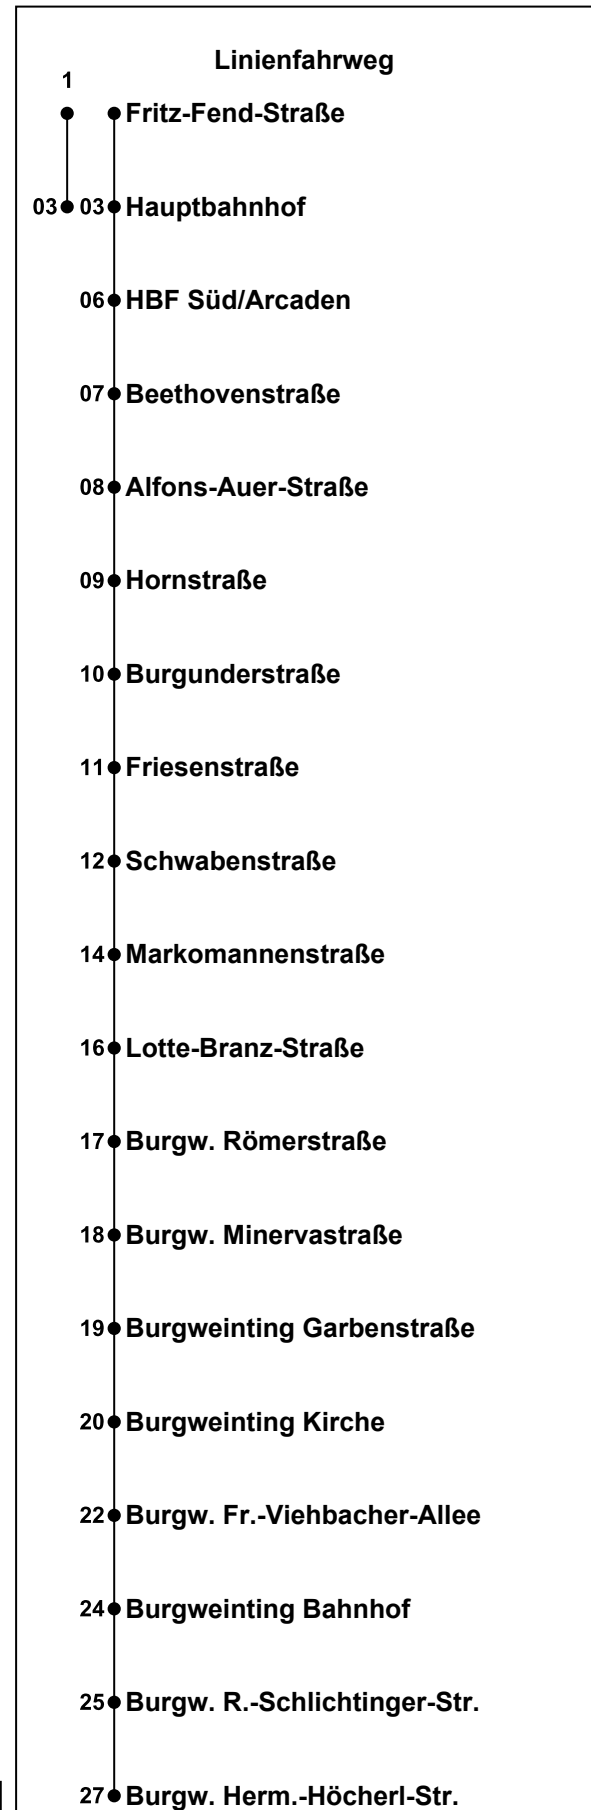 Linienfahrweg
1
Fritz-Fend-Straße
03 03 Hauptbahnhof
06 HBF Süd/Arcaden
07 Beethovenstraße
08 Alfons-Auer-Straße
09 Hornstraße
10 Burgunderstraße
11 Friesenstraße
12 Schwabenstraße
14 Markomannenstraße
16 Lotte-Branz-Straße
17 Burgw. Römerstraße
18 Burgw. Minervastraße
19 Burgweinting Garbenstraße
20 Burgweinting Kirche
22 Burgw. Fr.-Viehbacher-Allee
24 Burgweinting Bahnhof
25 Burgw. R.-Schlichtinger-Str.
27 Burgw. Herm.-Höcherl-Str.